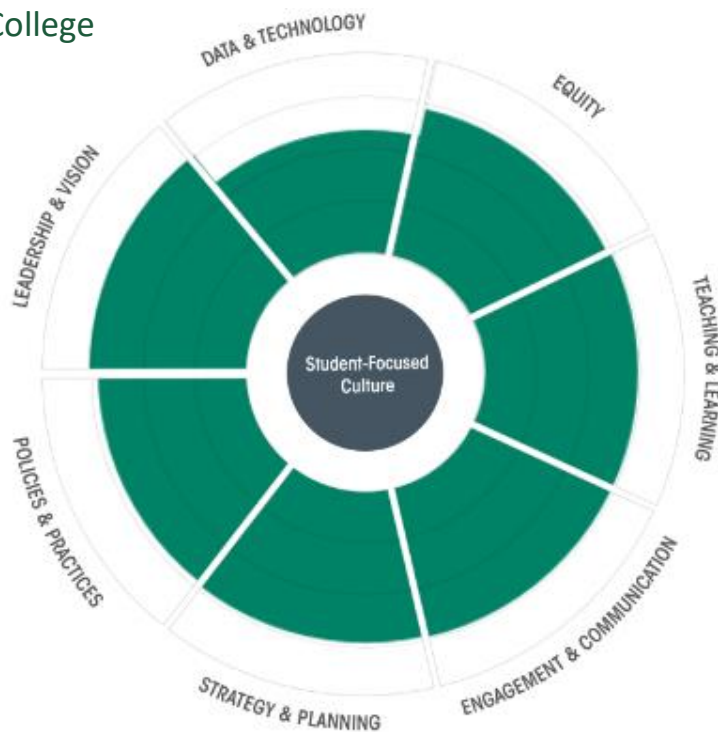 College
DATA & TECHNOLOGY
EQUITY
TEACHING & LEARNING
ENGAGEMENT & COMMUNICATION
STRATEGY & PLANNING
POLICIES & PRACTICES
LEADERSHIP & VISION
Student-Focused
Culture